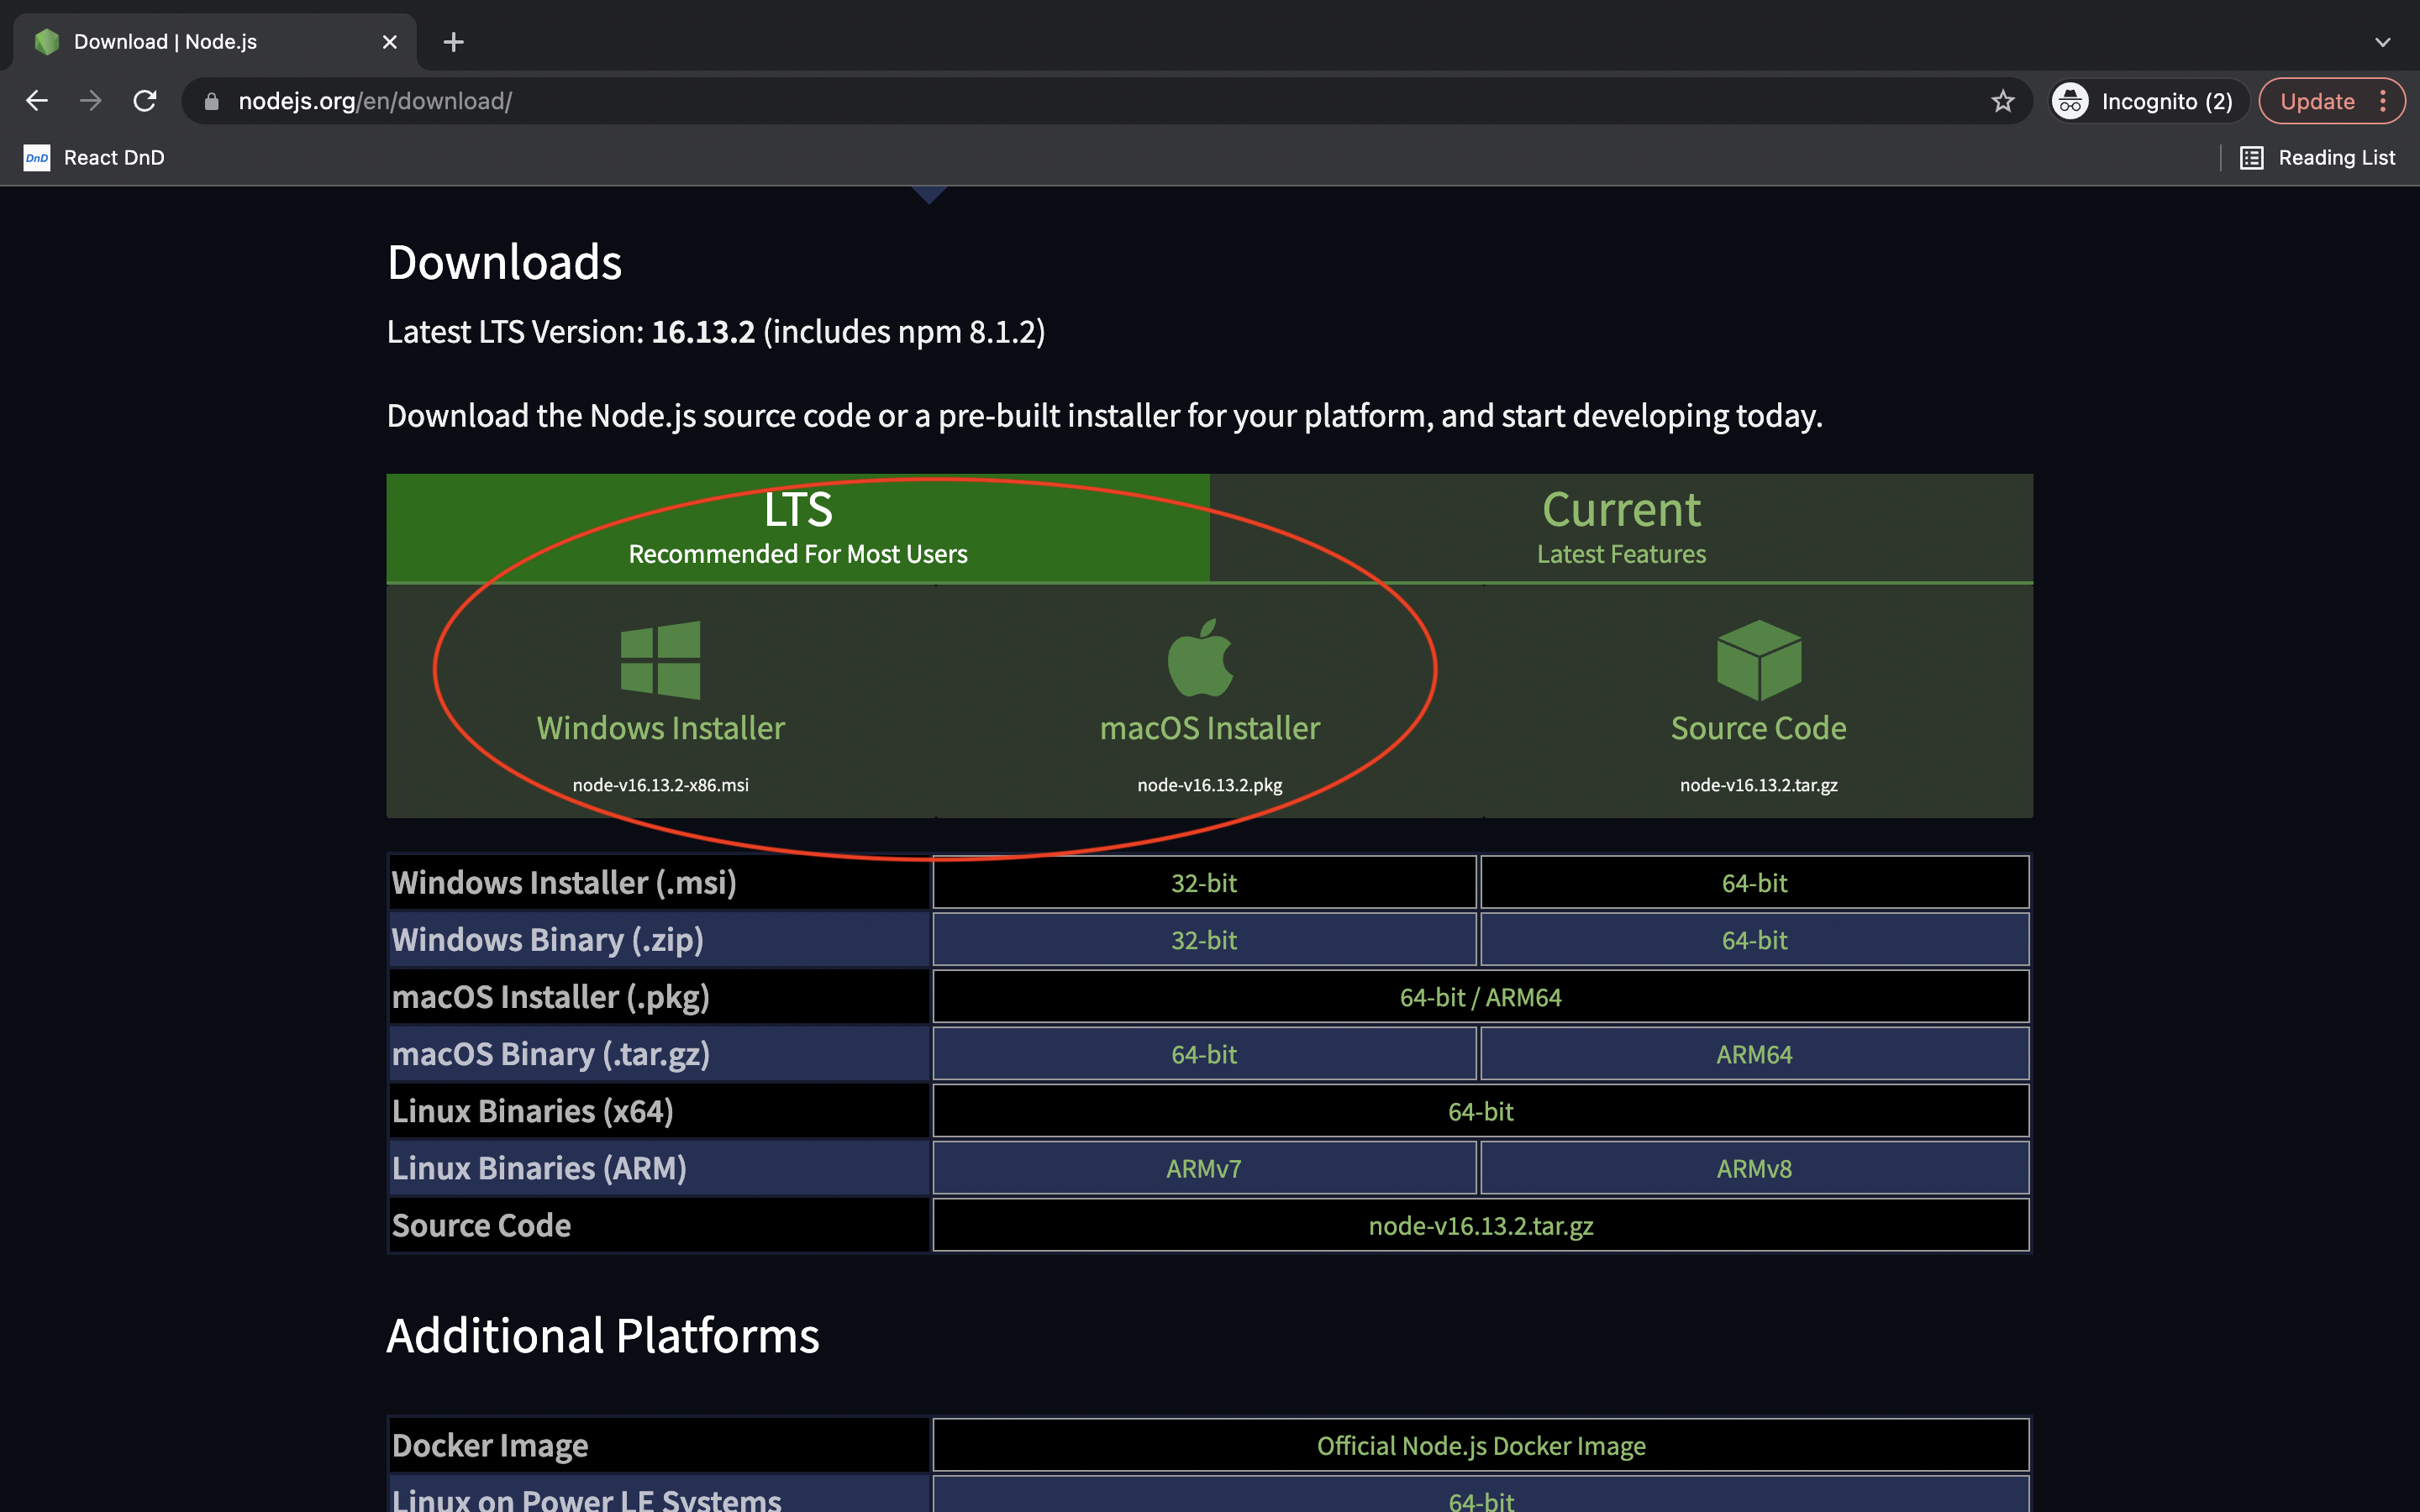 Download | Node.js
nodejs.org/en/download/
Incognito (2)
Update
DnD
React DnD
Reading List
Downloads
Latest LTS Version: 16.13.2 (includes npm 8.1.2)
Download the Node.js source code or a pre-built installer for your platform, and start developing today.
LTS
Recommended For Most Users
Current
Latest Features
Windows Installer
node-v16.13.2-x86.msi
macOS Installer
node-v16.13.2.pkg
Source Code
node-v16.13.2.tar.gz
Windows Installer (.msi) 32-bit 64-bit
Windows Binary (.zip) 32-bit 64-bit
macOS Installer (.pkg) 64-bit / ARM64
macOS Binary (.tar.gz) 64-bit ARM64
Linux Binaries (x64) 64-bit
Linux Binaries (ARM) ARMv7 ARMv8
Source Code node-v16.13.2.tar.gz
Additional Platforms
Docker Image Official Node.js Docker Image
Linux on Power LE Systems 64-bit